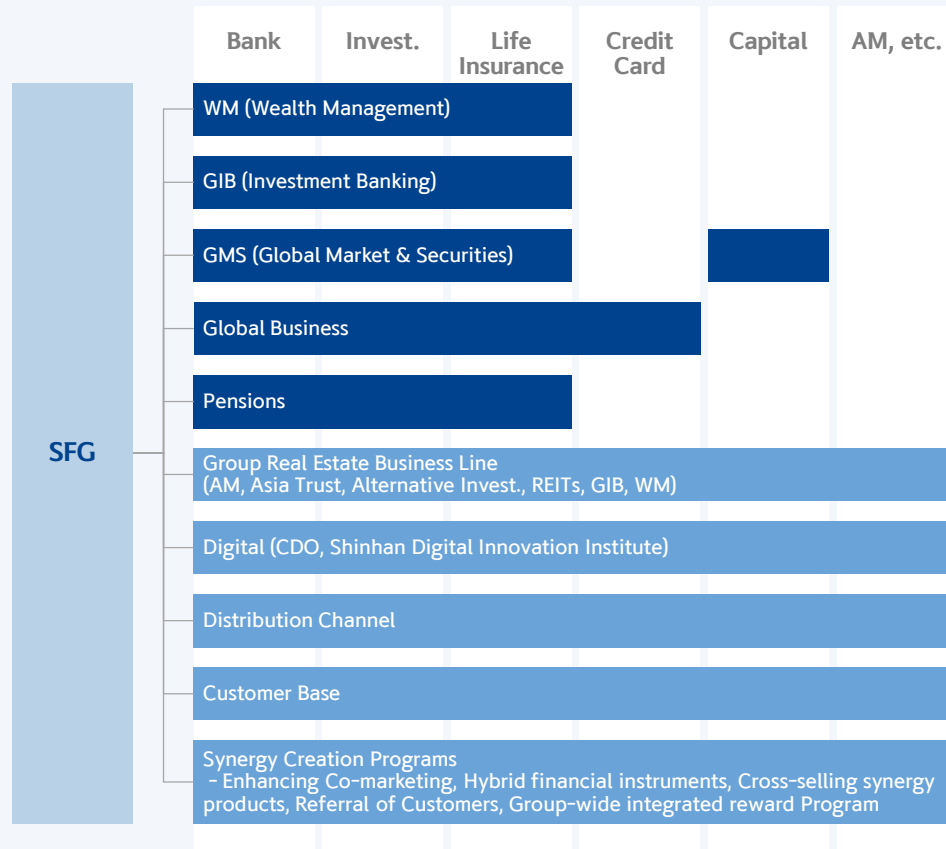 Bank
Invest.
Life
Insurance
Credit
Card
Capital
AM, etc.
SFG
WM (Wealth Management)
GIB (Investment Banking)
GMS (Global Market & Securities)
Global Business
Pensions
Group Real Estate Business Line
(AM, Asia Trust, Alternative Invest., REITs, GIB, WM)
Digital (CDO, Shinhan Digital Innovation Institute)
Distribution Channel
Customer Base
Synergy Creation Programs
- Enhancing Co-marketing, Hybrid financial instruments, Cross-selling synergy
products, Referral of Customers, Group-wide integrated reward Program